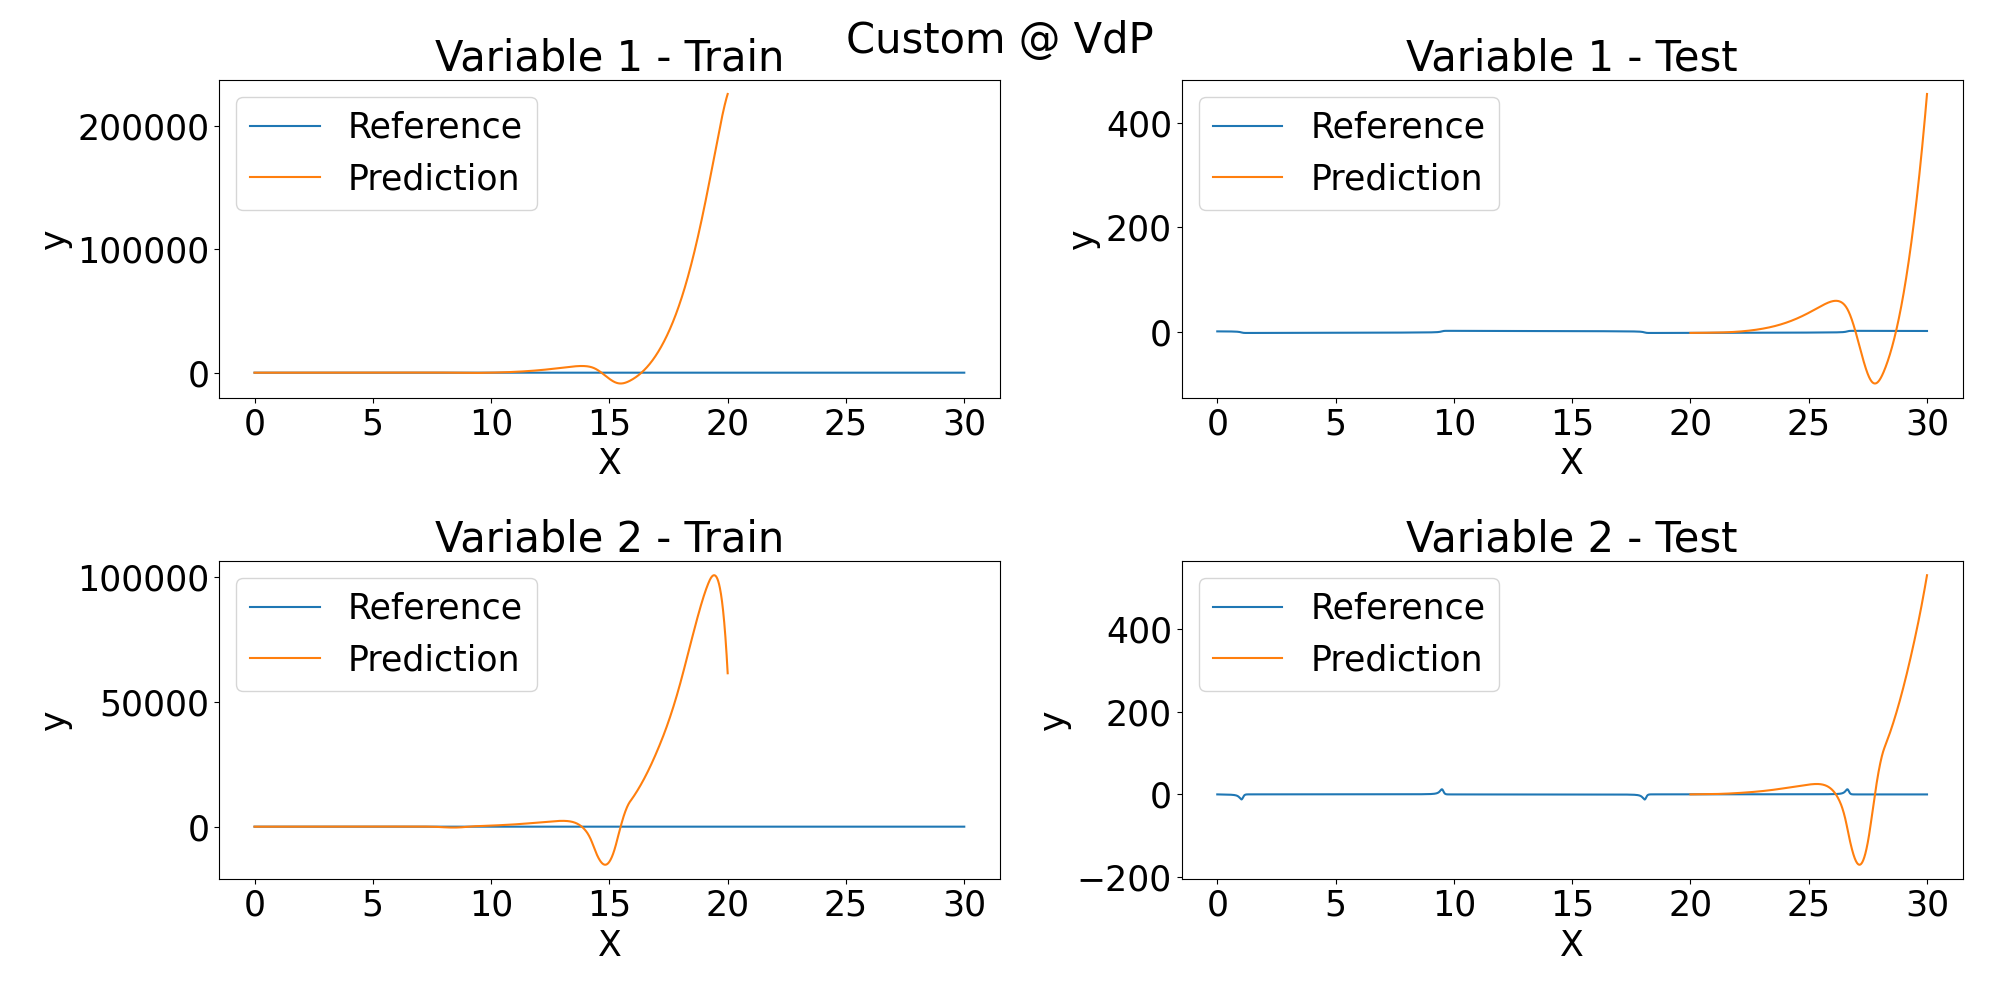 Custom @ VdP
Variable 1 - Train
Reference
Prediction
200000
100000
0
y
0 5 10 15 20 25 30
X
Variable 1 - Test
Reference
Prediction
400
200
0
y
0 5 10 15 20 25 30
X
Variable 2 - Train
Reference
Prediction
100000
50000
0
y
0 5 10 15 20 25 30
X
Variable 2 - Test
Reference
Prediction
400
200
0
−200
y
0 5 10 15 20 25 30
X